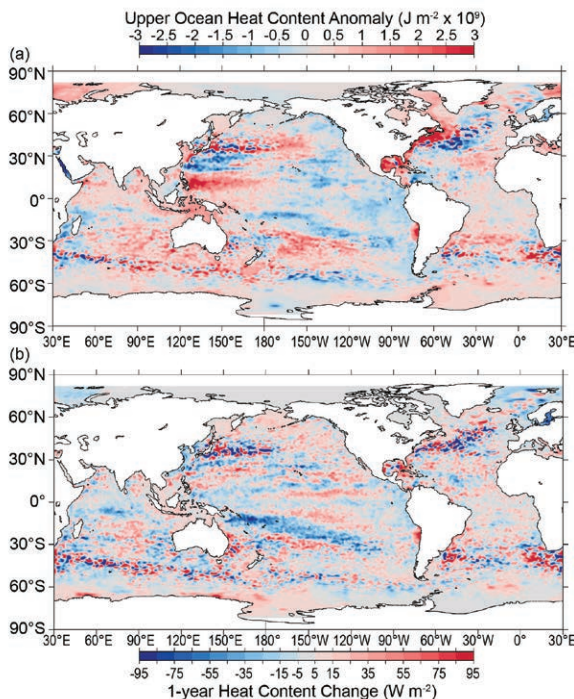 Upper Ocean Heat Content Anomaly (J m⁻² x 10⁹)
-3 -2.5 -2 -1.5 -1 -0.5 0 0.5 1 1.5 2 2.5 3
(a)
90°N
60°N
30°N
0°
30°S
60°S
90°S
30°E 60°E 90°E 120°E 150°E 180° 150°W 120°W 90°W 60°W 30°W 0° 30°E
(b)
90°N
60°N
30°N
0°
30°S
60°S
90°S
30°E 60°E 90°E 120°E 150°E 180° 150°W 120°W 90°W 60°W 30°W 0° 30°E
-95 -75 -55 -35 -15 -5 5 15 35 55 75 95
1-year Heat Content Change (W m⁻²)